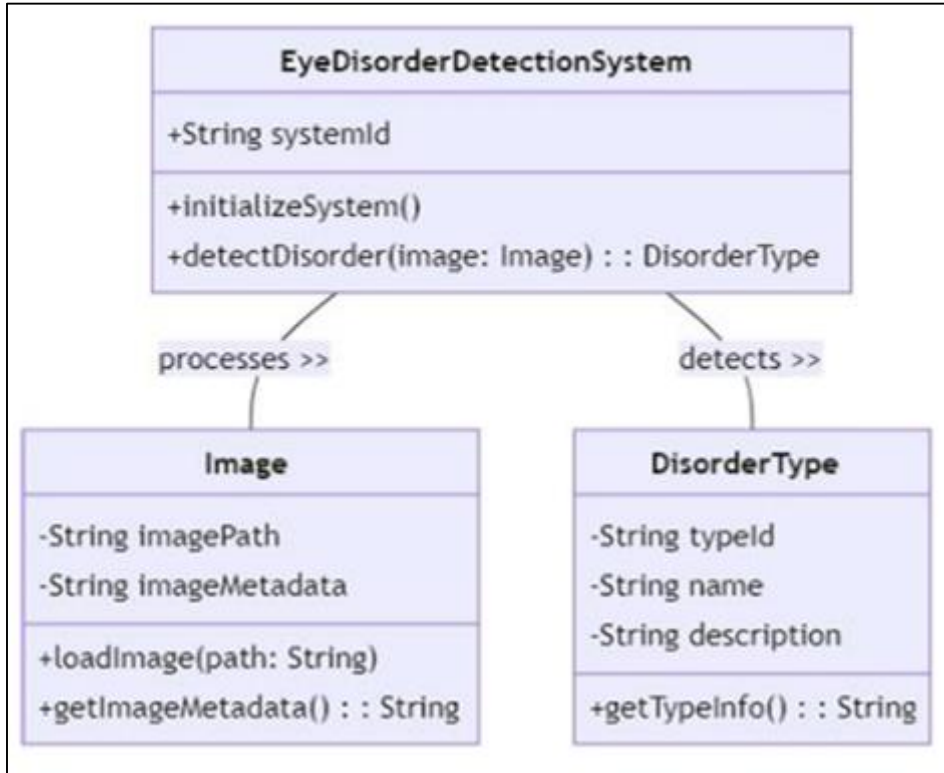 EyeDisorderDetectionSystem
+String systemId
+initializeSystem()
+detectDisorder(image: Image) : : DisorderType
processes >>
detects >>
Image
-String imagePath
-String imageMetadata
+loadImage(path: String)
+getImageMetadata() : : String
DisorderType
-String typeId
-String name
-String description
+getTypeInfo() : : String